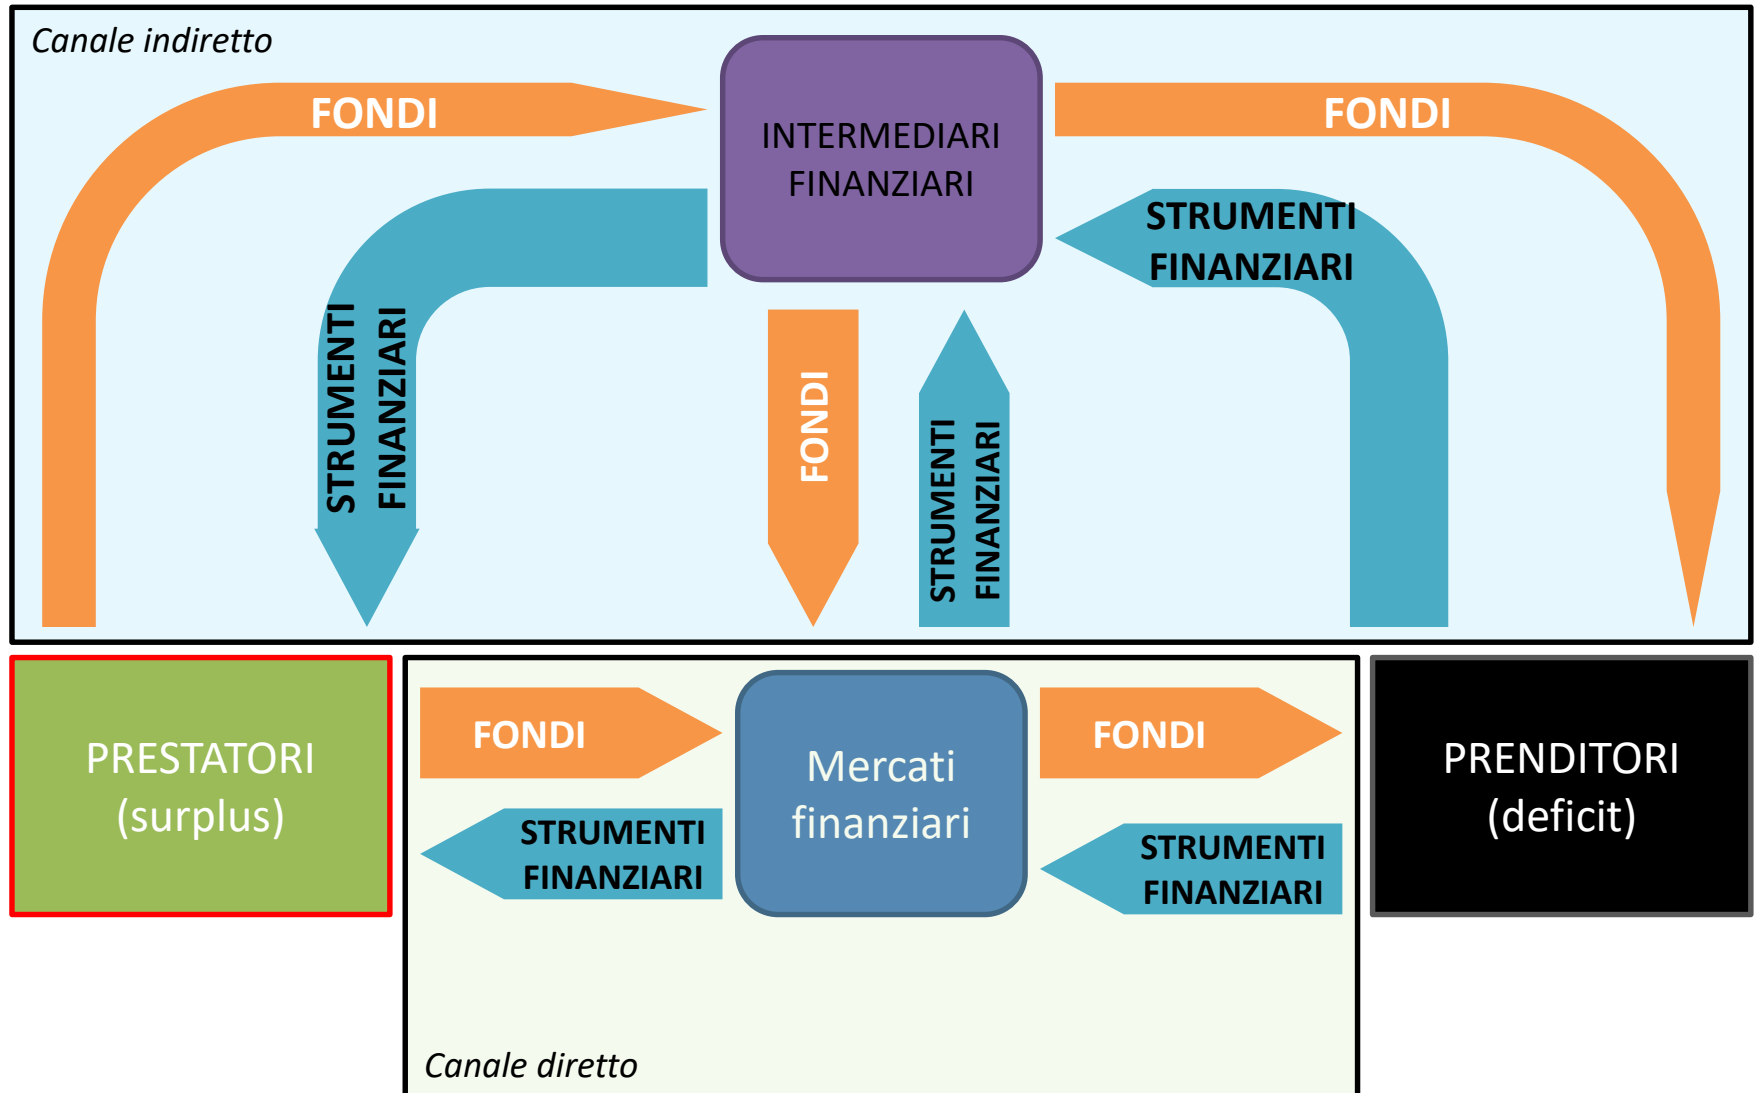 Canale indiretto
FONDI
INTERMEDIARI
FINANZIARI
FONDI
STRUMENTI
FINANZIARI
STRUMENTI
FINANZIARI
FONDI
STRUMENTI
FINANZIARI
PRESTATORI
(surplus)
FONDI
STRUMENTI
FINANZIARI
Mercati
finanziari
FONDI
STRUMENTI
FINANZIARI
PRENDITORI
(deficit)
Canale diretto